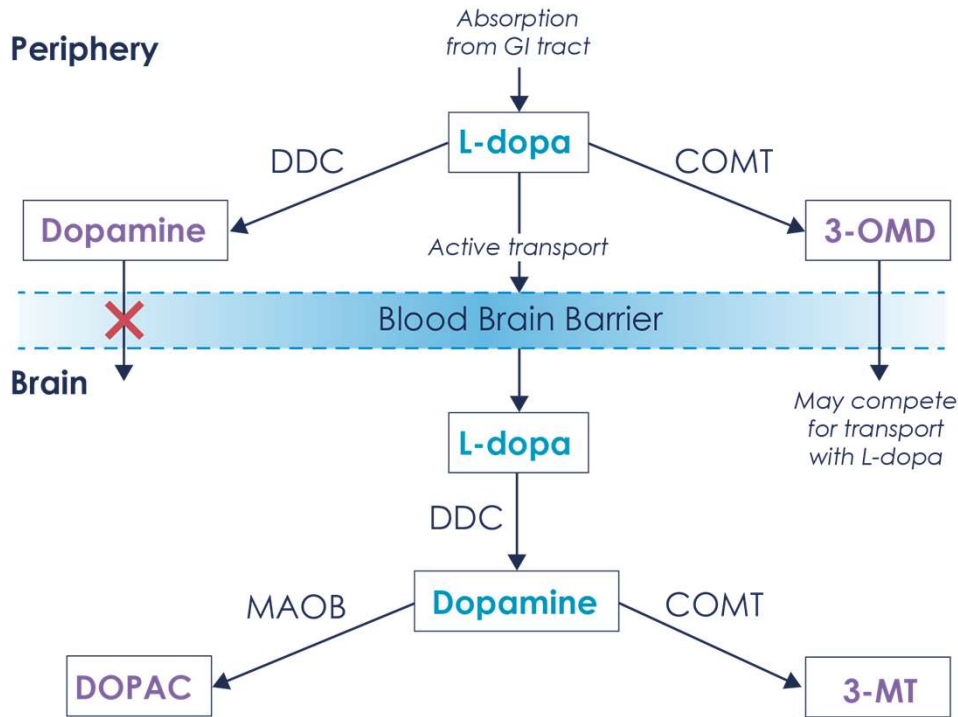 Absorption
from GI tract
Periphery
L-dopa
DDC
COMT
Dopamine
3-OMD
Active transport
Blood Brain Barrier
Brain
May compete
for transport
with L-dopa
L-dopa
DDC
MAOB
Dopamine
COMT
DOPAC
3-MT